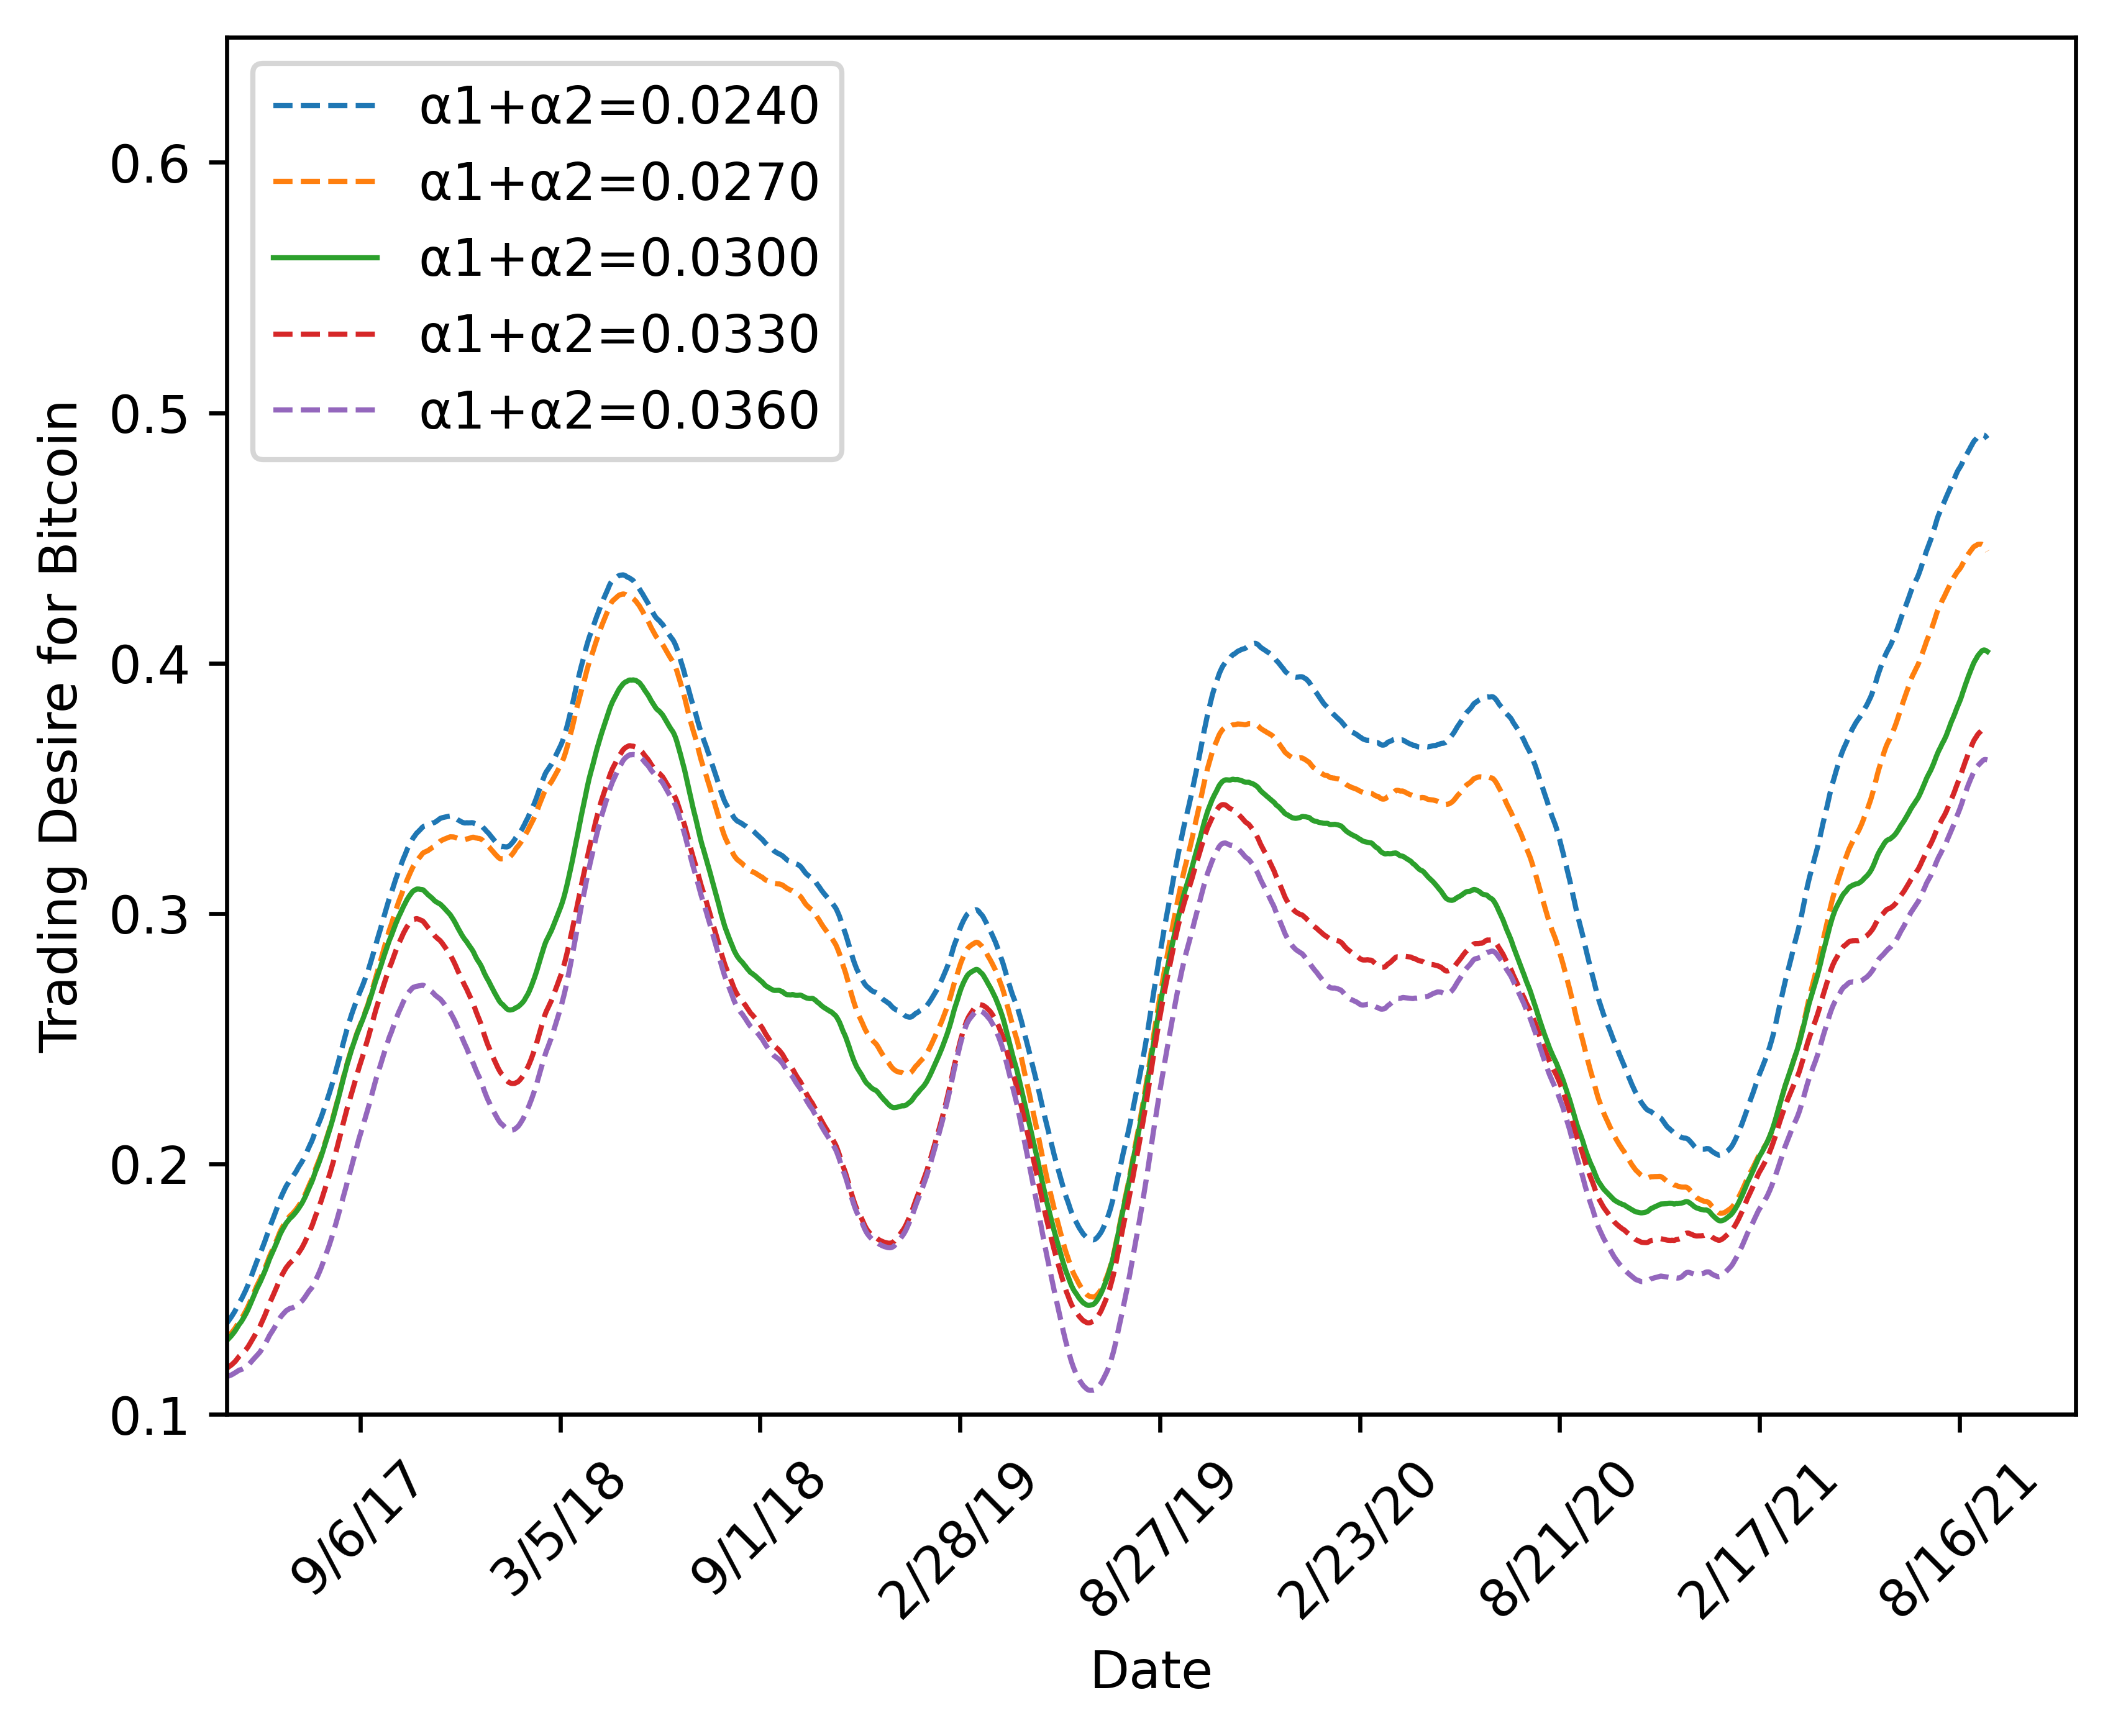 α1+α2=0.0240
α1+α2=0.0270
α1+α2=0.0300
α1+α2=0.0330
α1+α2=0.0360
Trading Desire for Bitcoin
0.6
0.5
0.4
0.3
0.2
0.1
9/6/17
3/5/18
9/1/18
2/28/19
8/27/19
2/23/20
8/21/20
2/17/21
8/16/21
Date